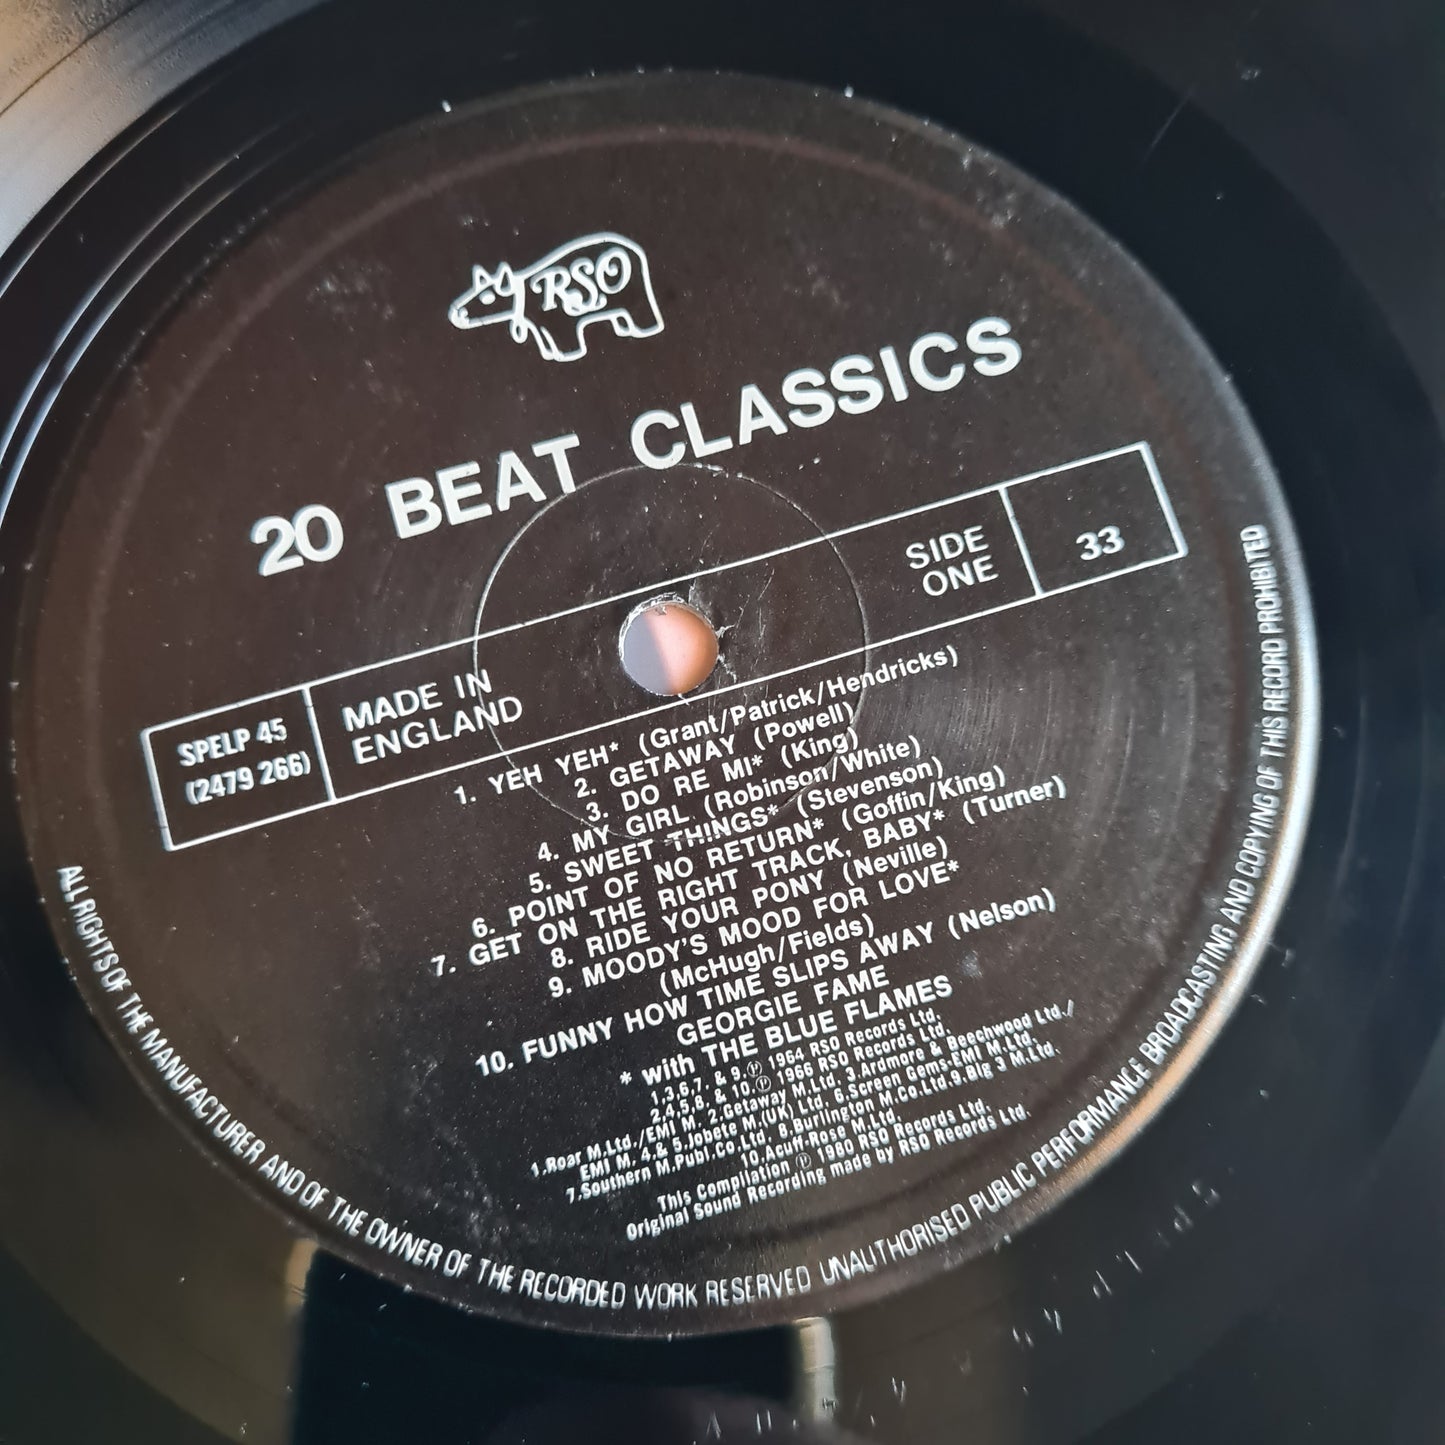 RSO
20 BEAT CLASSICS
SIDE ONE
33
MADE IN
ENGLAND
SPELP 45
(2479 266)
1. YEH YEH* (Grant/Patrick/Hendricks)
2. GETAWAY (Powell)
3. DO RE MI* (King)
4. MY GIRL (Robinson/White)
5. SWEET THINGS* (Stevenson)
6. POINT OF NO RETURN* (Goffin/King)
7. GET ON THE RIGHT TRACK, BABY* (Turner)
8. RIDE YOUR PONY (Neville)
9. MOODY'S MOOD FOR LOVE*
(McHugh/Fields)
10. FUNNY HOW TIME SLIPS AWAY (Nelson)
GEORGIE FAME
* with THE BLUE FLAMES
1,3,6,7, & 9.℗ 1964 RSO Records Ltd.
2,4,5,8, & 10.℗ 1966 RSO Records Ltd.
1.Roar M.Ltd./EMI M. 2.Getaway M.Ltd. 3.Ardmore & Beechwood Ltd./
EMI M. 4.& 5.Jobete M.(UK) Ltd. 6.Screen Gems-EMI M.Ltd.
7.Southern M.Publ.Co.Ltd. 8.Burlington M.Co.Ltd.9.Big 3 M.Ltd.
10.Acuff-Rose M.Ltd.
This Compilation ℗ 1980 RSO Records Ltd.
Original Sound Recording made by RSO Records Ltd.
ALL RIGHTS OF THE MANUFACTURER AND OF THE OWNER OF THE RECORDED WORK RESERVED UNAUTHORISED PUBLIC PERFORMANCE BROADCASTING AND COPYING OF THIS RECORD PROHIBITED